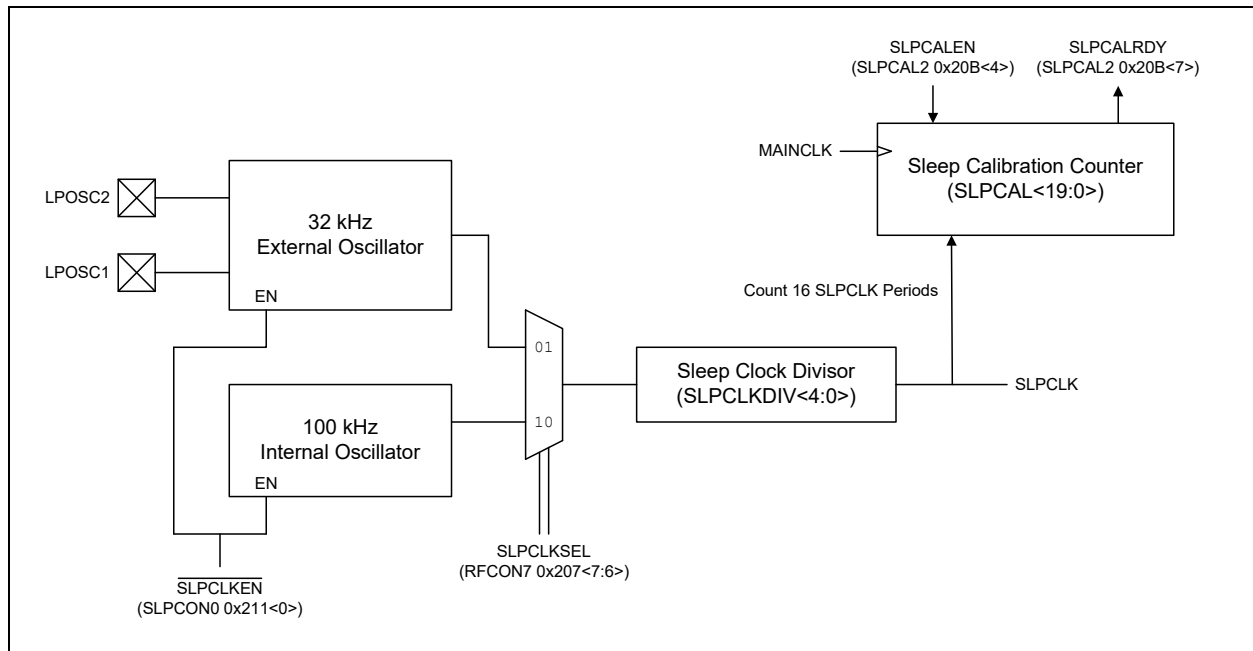 SLPCALEN
(SLPCAL2 0x20B<4>)
SLPCALRDY
(SLPCAL2 0x20B<7>)
MAINCLK
Sleep Calibration Counter
(SLPCAL<19:0>)
LPOSC2
LPOSC1
32 kHz
External Oscillator
EN
Count 16 SLPCLK Periods
01
10
Sleep Clock Divisor
(SLPCLKDIV<4:0>)
SLPCLK
100 kHz
Internal Oscillator
EN
SLPCLKSEL
(RFCON7 0x207<7:6>)
SLPCLKEN
(SLPCON0 0x211<0>)